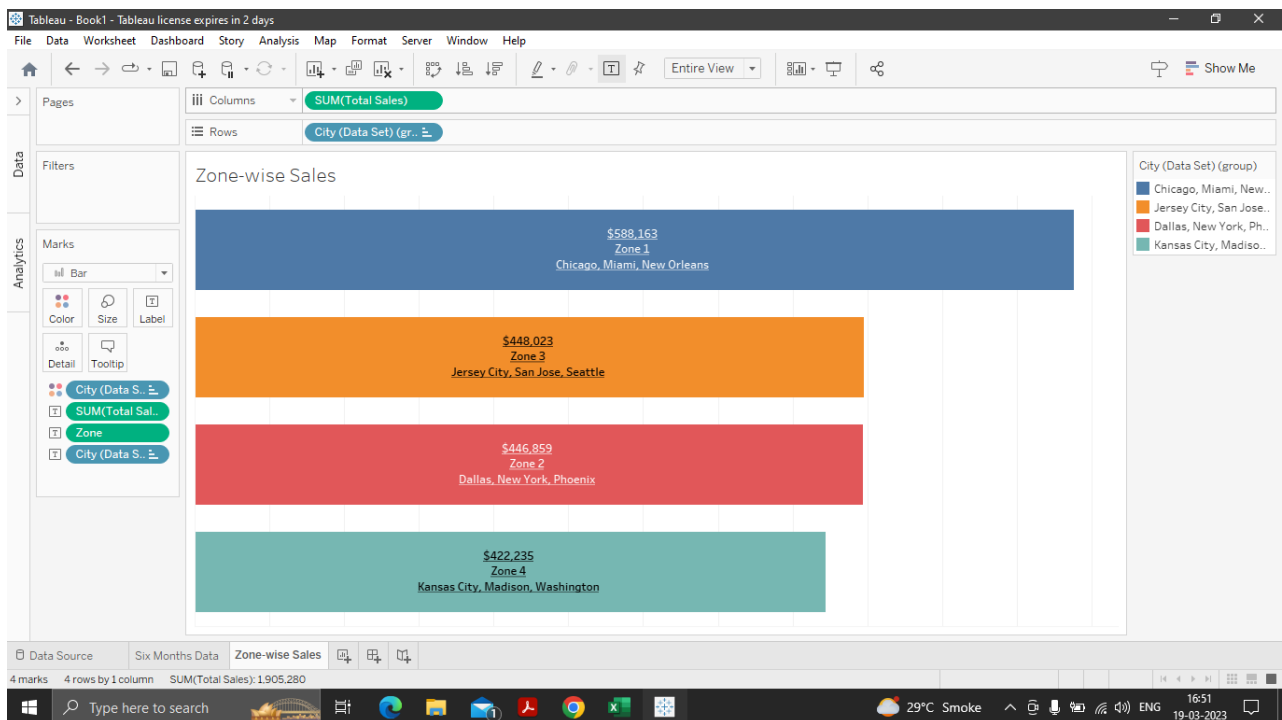 Tableau - Book1 - Tableau license expires in 2 days
File Data Worksheet Dashboard Story Analysis Map Format Server Window Help
Entire View
Show Me
Pages
Columns
SUM(Total Sales)
Rows
City (Data Set) (gr..
Data
Analytics
Filters
Marks
Bar
Color Size Label
Detail Tooltip
City (Data S..
SUM(Total Sal..
Zone
City (Data S..
Zone-wise Sales
$588,163
Zone 1
Chicago, Miami, New Orleans
$448,023
Zone 3
Jersey City, San Jose, Seattle
$446,859
Zone 2
Dallas, New York, Phoenix
$422,235
Zone 4
Kansas City, Madison, Washington
City (Data Set) (group)
Chicago, Miami, New..
Jersey City, San Jose..
Dallas, New York, Ph..
Kansas City, Madiso..
Data Source Six Months Data Zone-wise Sales
4 marks 4 rows by 1 column SUM(Total Sales): 1,905,280
Type here to search
29°C Smoke
ENG
16:51
19-03-2023